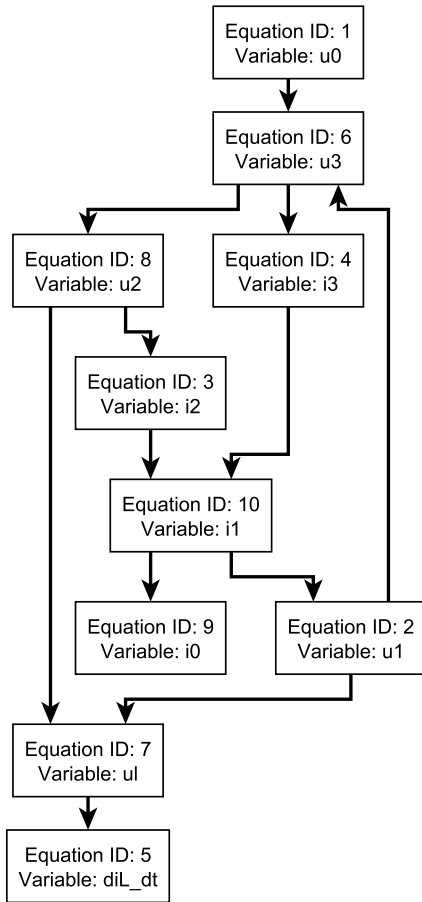 Equation ID: 1
Variable: u0
Equation ID: 6
Variable: u3
Equation ID: 8
Variable: u2
Equation ID: 4
Variable: i3
Equation ID: 3
Variable: i2
Equation ID: 10
Variable: i1
Equation ID: 9
Variable: i0
Equation ID: 2
Variable: u1
Equation ID: 7
Variable: ul
Equation ID: 5
Variable: diL_dt